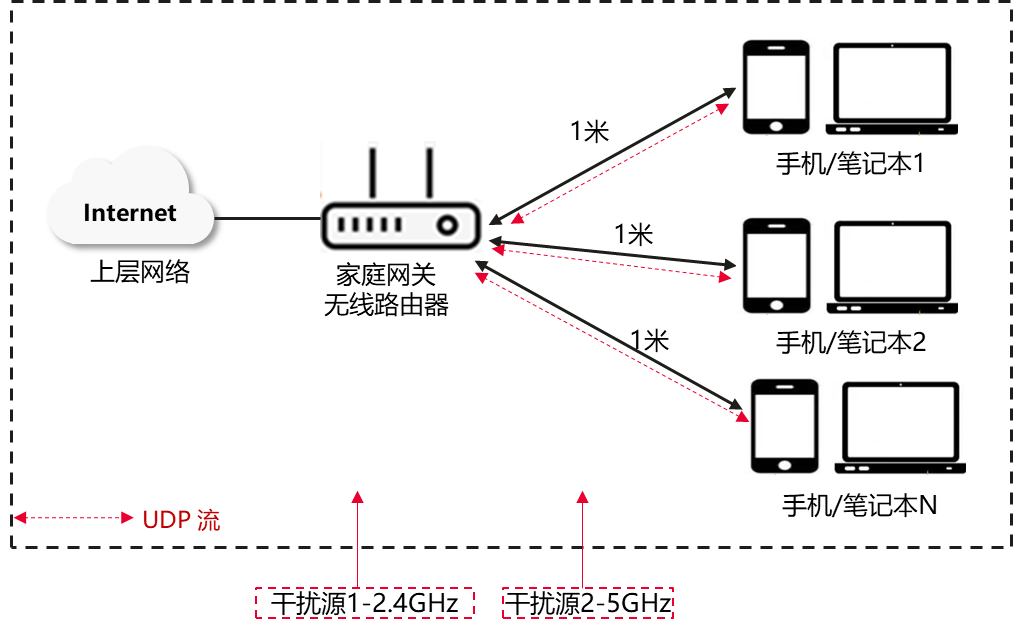 1米
手机/笔记本1
Internet
上层网络
家庭网关
无线路由器
1米
手机/笔记本2
1米
手机/笔记本N
UDP 流
干扰源1-2.4GHz
干扰源2-5GHz